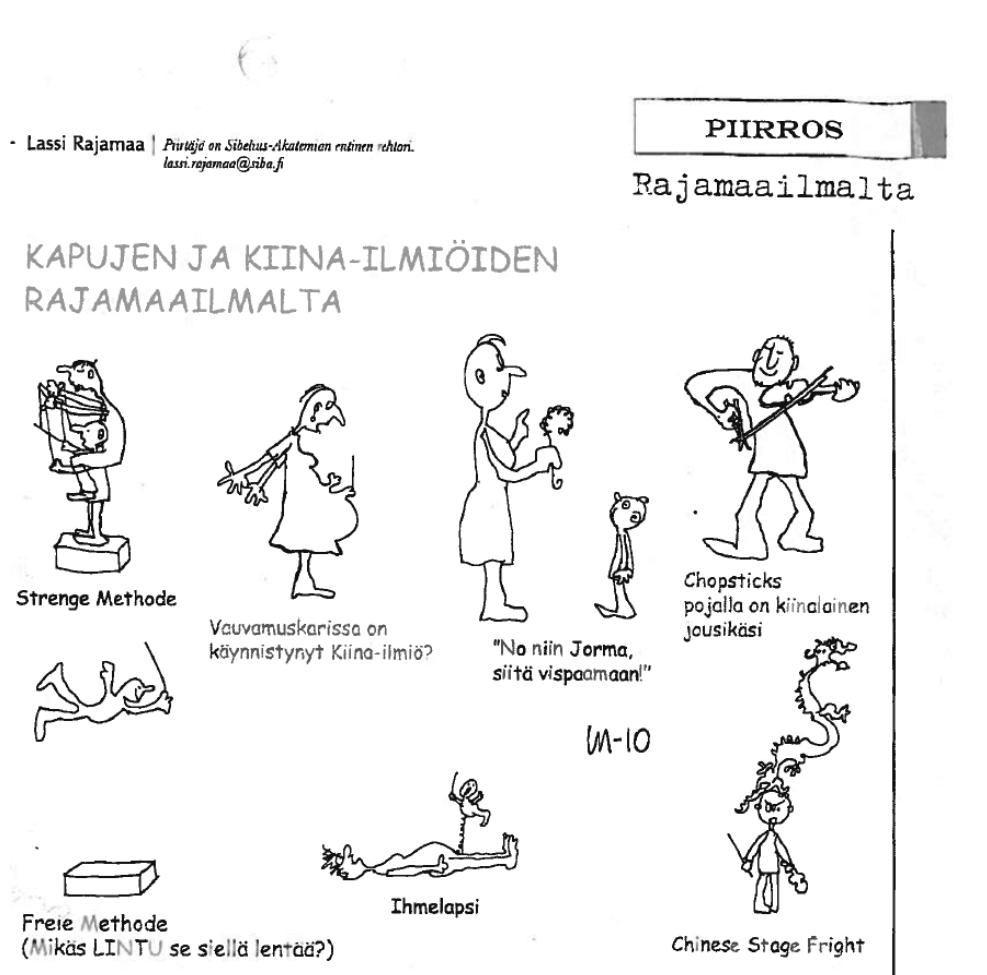 - Lassi Rajamaa | Piirtäjä on Sibelius-Akatemian entinen rehtori.
lassi.rajamaa@siba.fi
PIIRROS
Rajamaailmalta
KAPUJEN JA KIINA-ILMIÖIDEN
RAJAMAAILMALTA
Strenge Methode
Vauvamuskarissa on
käynnistynyt Kiina-ilmiö?
"No niin Jorma,
siitä vispaamaan!"
Chopsticks
pojalla on kiinalainen
jousikäsi
LR-10
Freie Methode
(Mikäs LINTU se siellä lentää?)
Ihmelapsi
Chinese Stage Fright